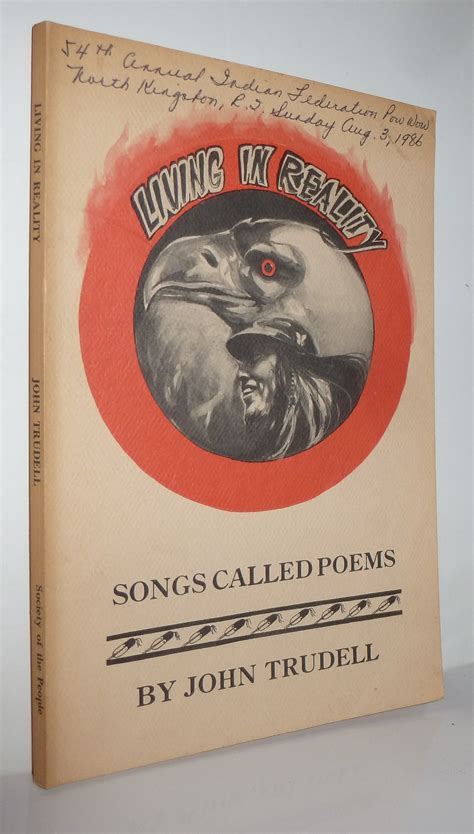 54th Annual Indian Federation Pow Wow
North Kingston, R.I. Sunday Aug. 3, 1986
LIVING IN REALITY
SONGS CALLED POEMS
BY JOHN TRUDELL
LIVING IN REALITY
JOHN TRUDELL
Society of the People